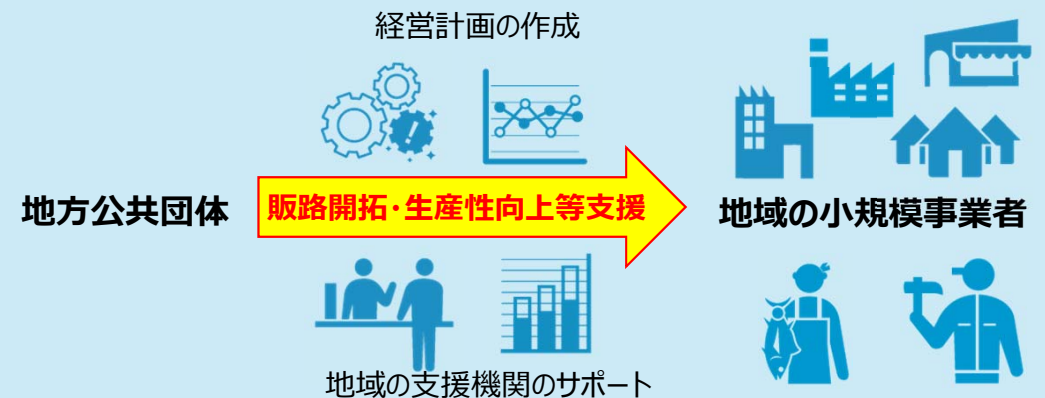 経営計画の作成
地方公共団体
販路開拓・生産性向上等支援
地域の小規模事業者
地域の支援機関のサポート